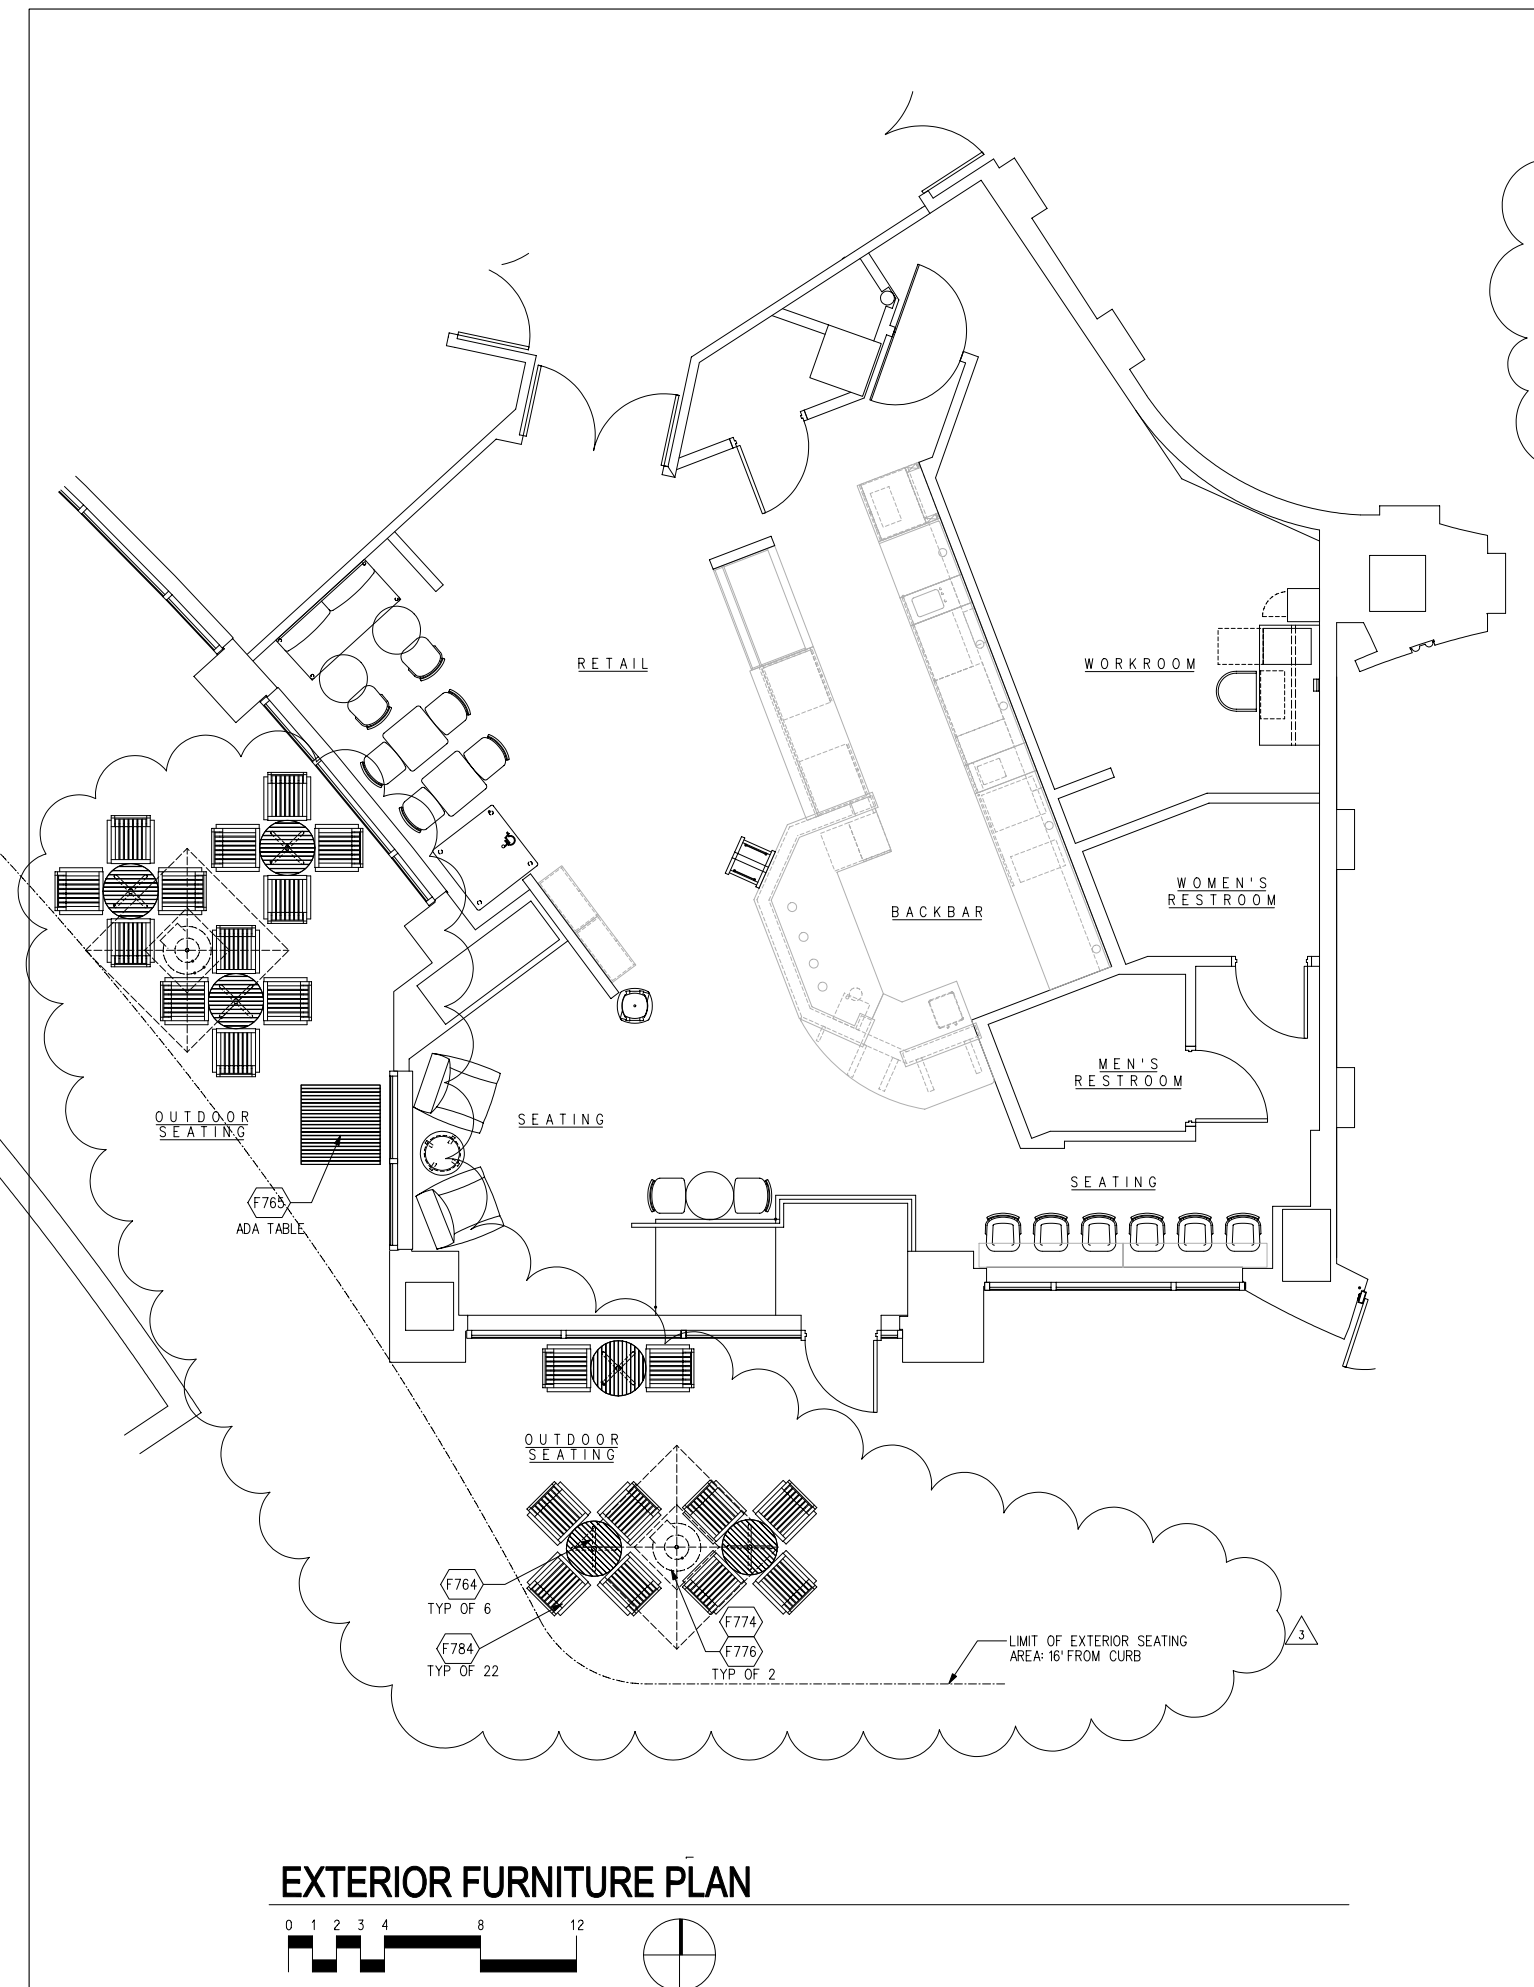 RETAIL
WORKROOM
WOMEN'S
RESTROOM
BACKBAR
MEN'S
RESTROOM
OUTDOOR
SEATING
SEATING
SEATING
F765
ADA TABLE
OUTDOOR
SEATING
F764
TYP OF 6
F784
TYP OF 22
F774
F776
TYP OF 2
LIMIT OF EXTERIOR SEATING
AREA: 16' FROM CURB
3
EXTERIOR FURNITURE PLAN
0 1 2 3 4 8 12